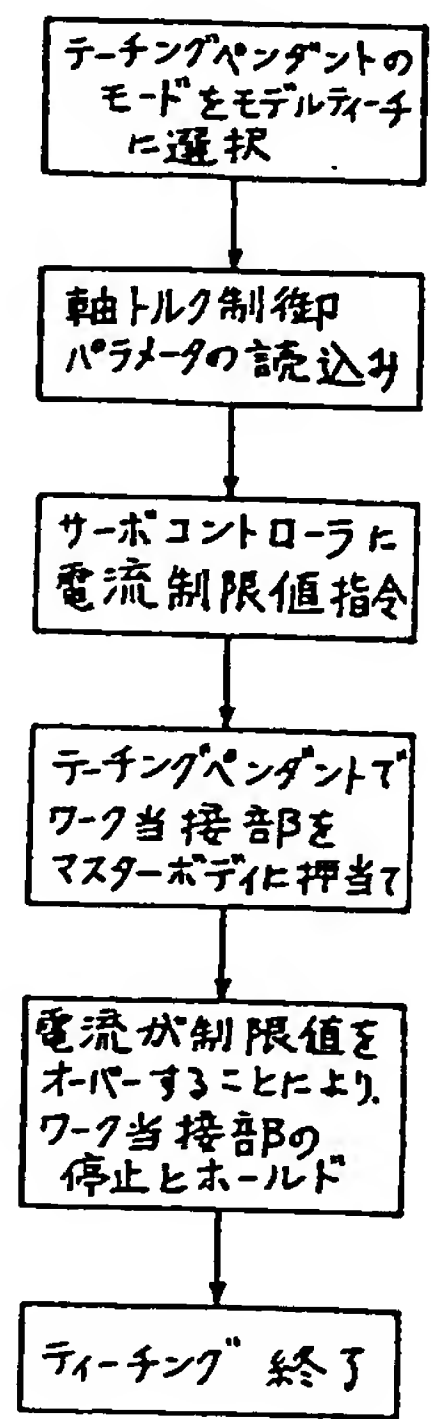 テーチングペンダントの
モードをモデルティーチ
に選択
軸トルク制御
パラメータの読込み
サーボコントローラに
電流制限値指令
テーチングペンダントで
ワーク当接部を
マスターボディに押当て
電流が制限値を
オーバーすることにより、
ワーク当接部の
停止とホールド
ティーチング 終了